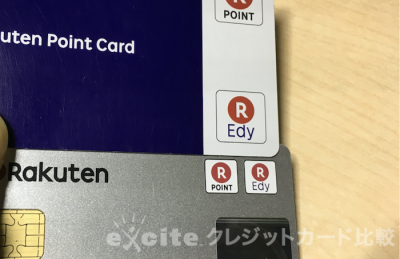 R
POINT
uten Point Card
R
Edy
Rakuten
R
POINT
R
Edy
excite クレジットカード比較